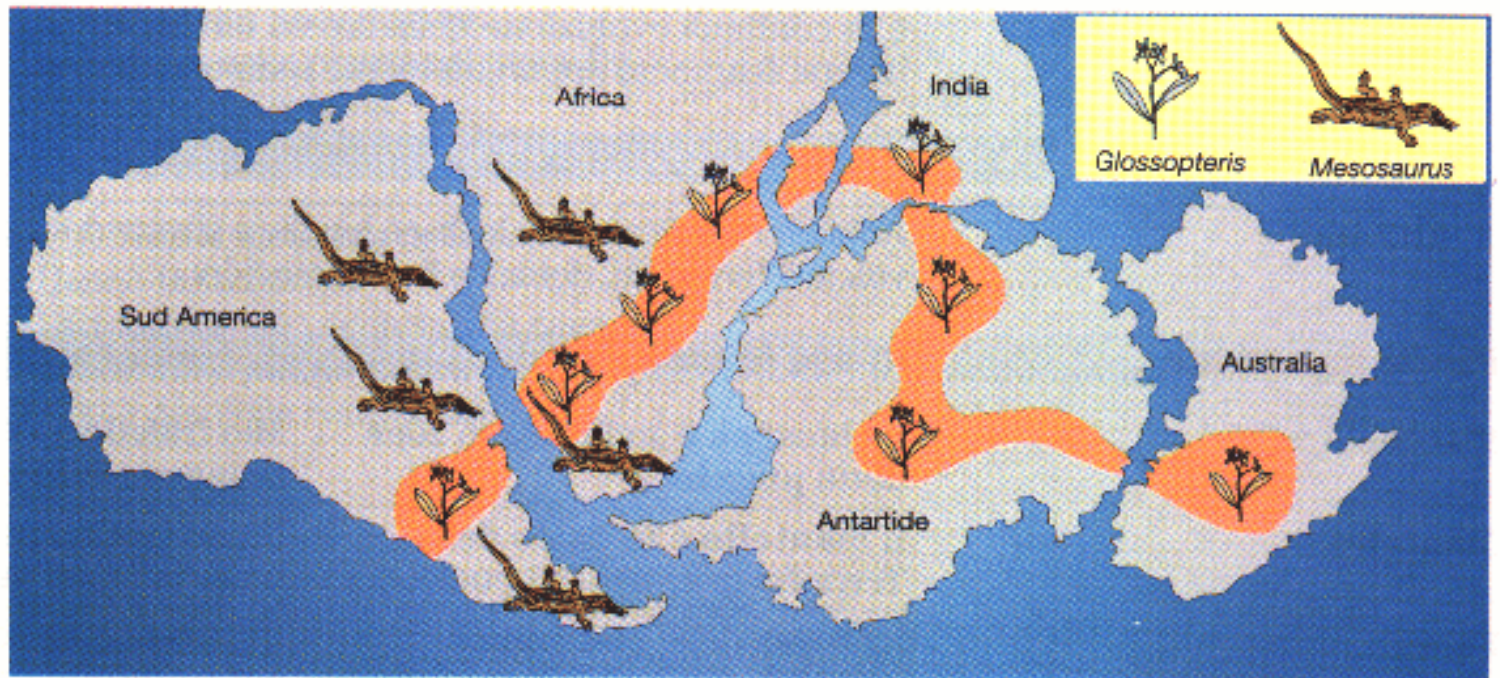 Africa
India
Glossopteris
Mesosaurus
Sud America
Australia
Antartide